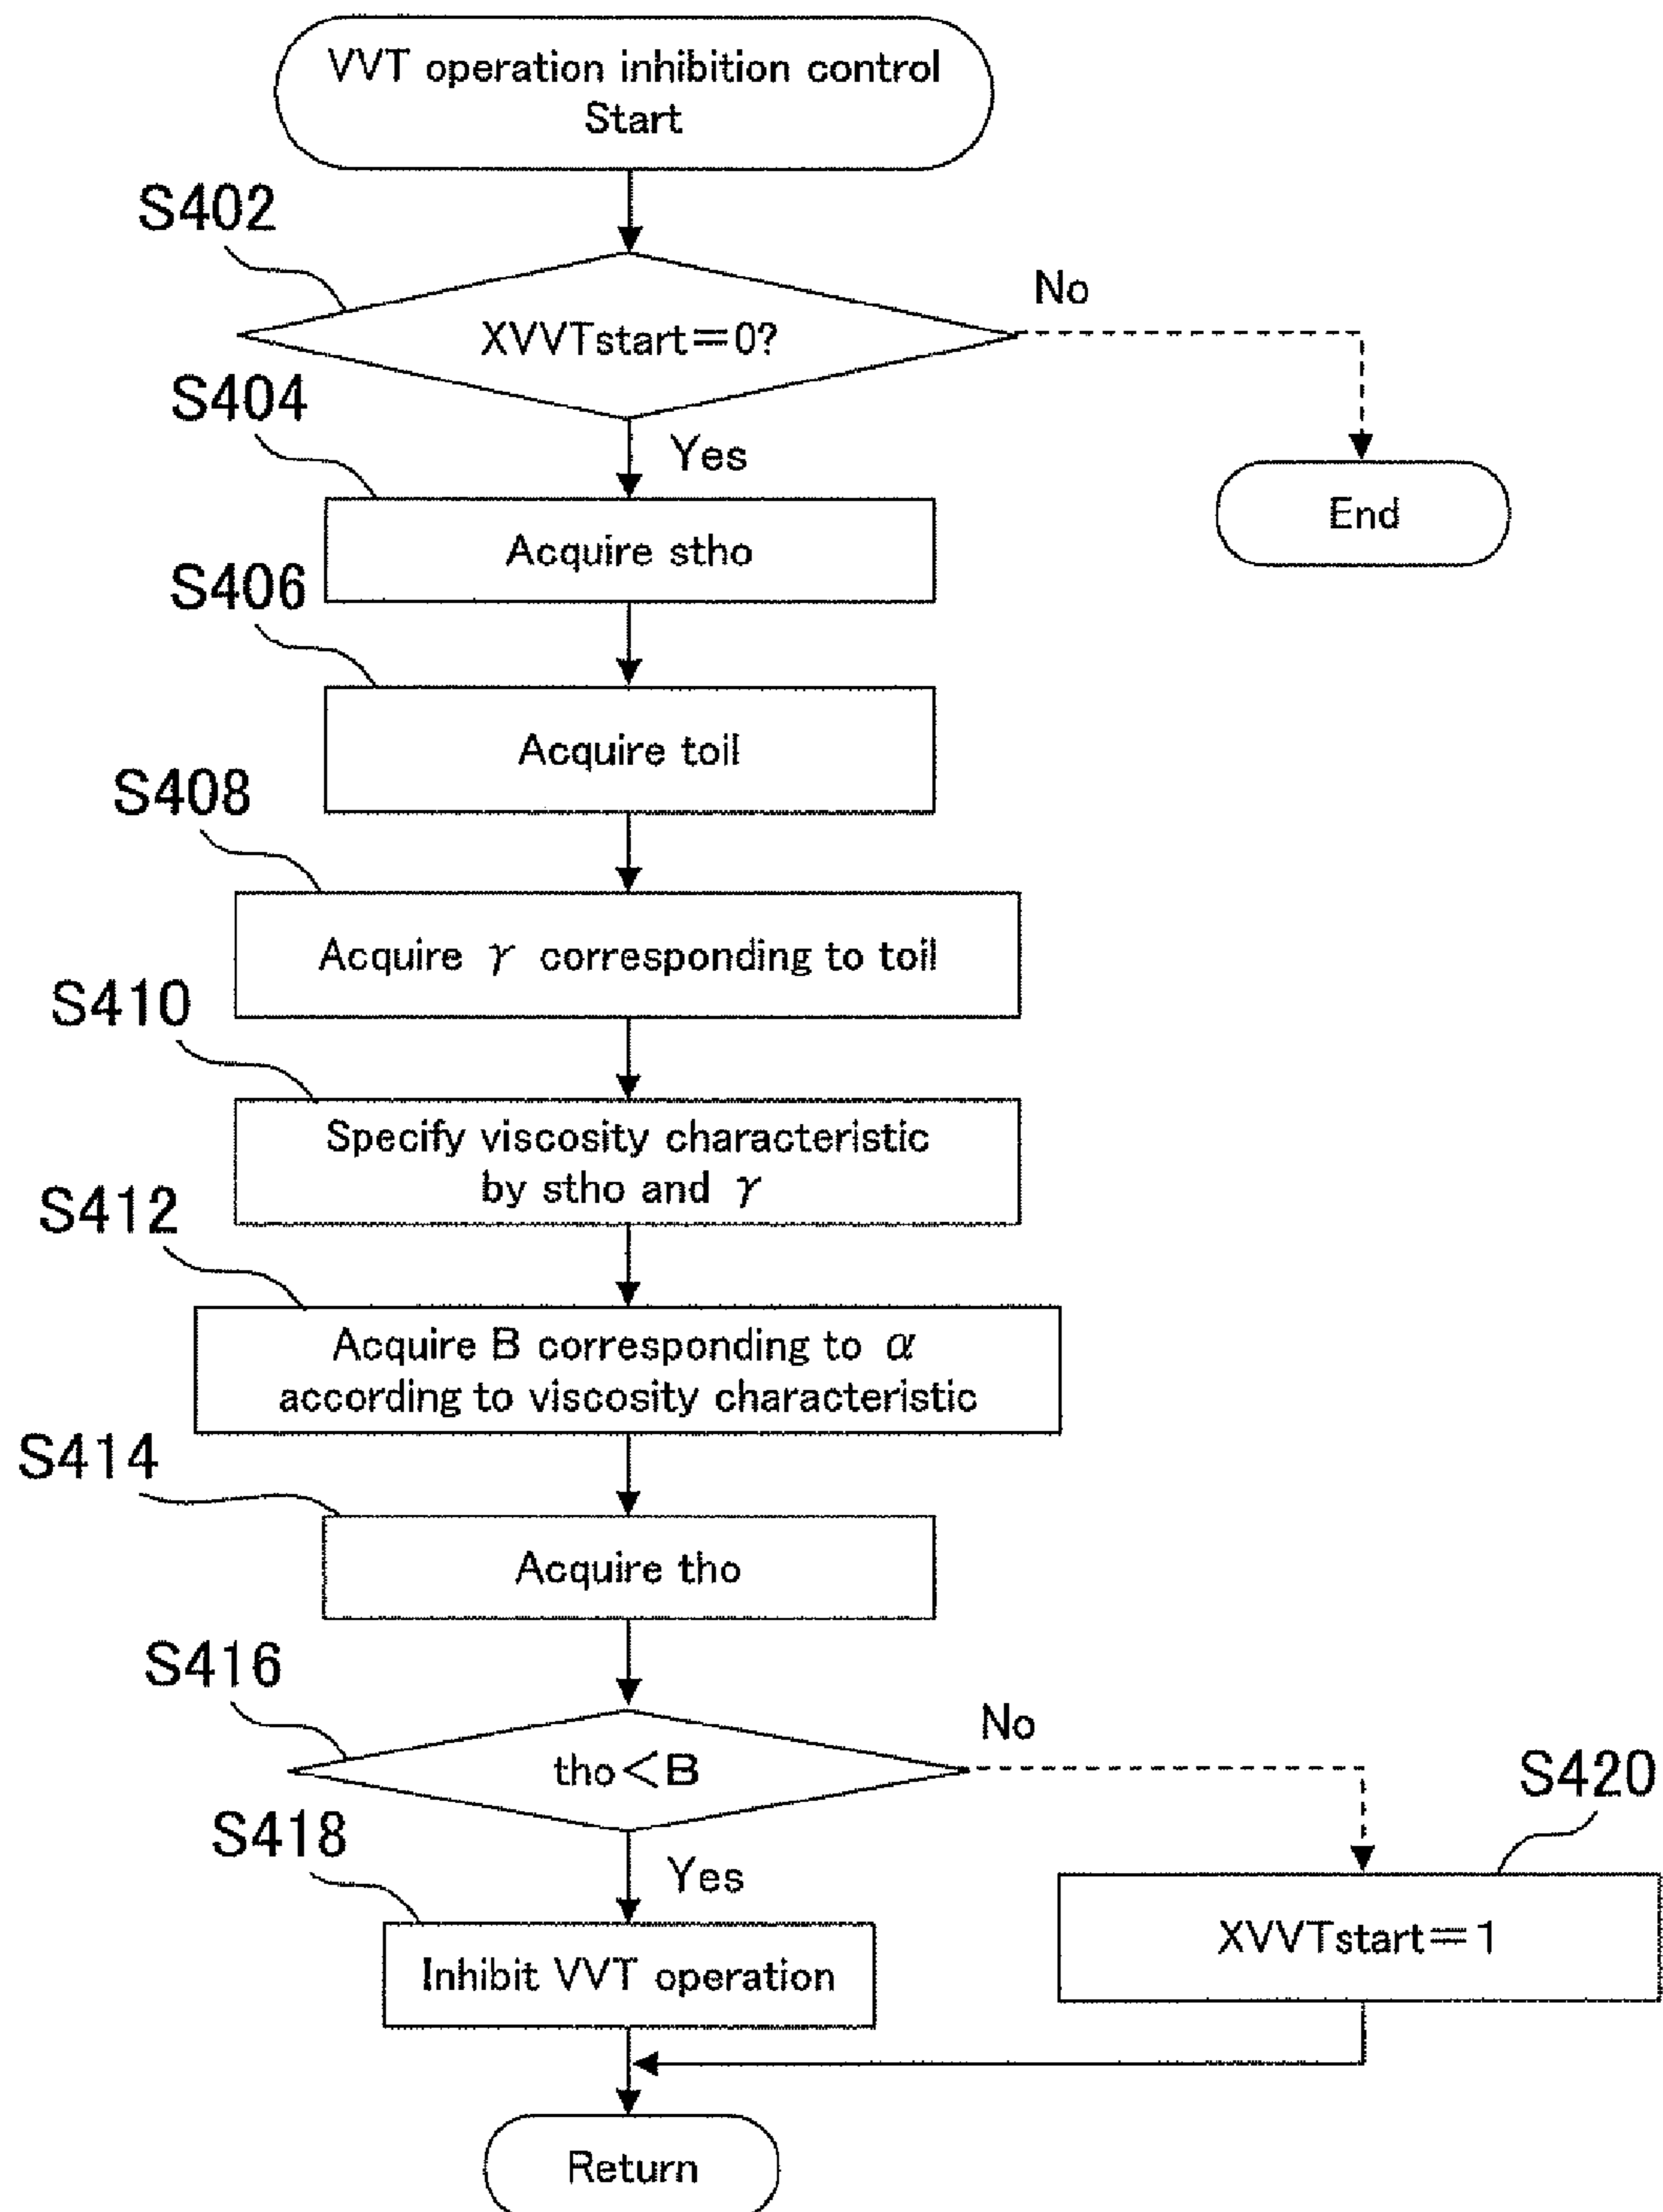 VVT operation inhibition control
Start
S402
XVVTstart=0?
No
Yes
End
S404
Acquire stho
S406
Acquire toil
S408
Acquire γ corresponding to toil
S410
Specify viscosity characteristic
by stho and γ
S412
Acquire B corresponding to α
according to viscosity characteristic
S414
Acquire tho
S416
tho<B
No
Yes
S418
Inhibit VVT operation
S420
XVVTstart=1
Return